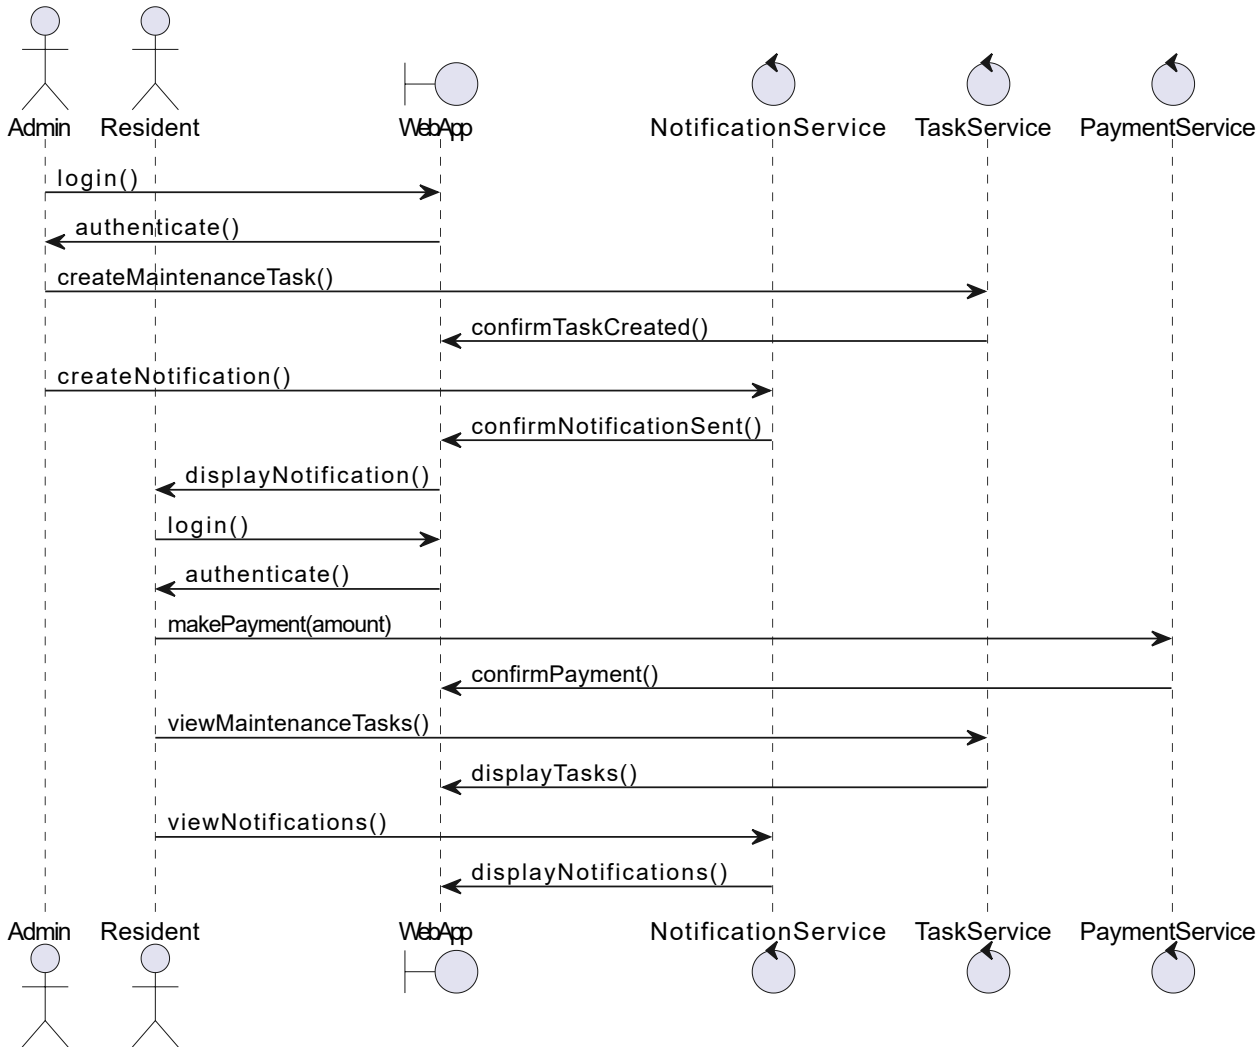 Admin Resident WebApp NotificationService TaskService PaymentService
login()
authenticate()
createMaintenanceTask()
confirmTaskCreated()
createNotification()
confirmNotificationSent()
displayNotification()
login()
authenticate()
makePayment(amount)
confirmPayment()
viewMaintenanceTasks()
displayTasks()
viewNotifications()
displayNotifications()
Admin Resident WebApp NotificationService TaskService PaymentService